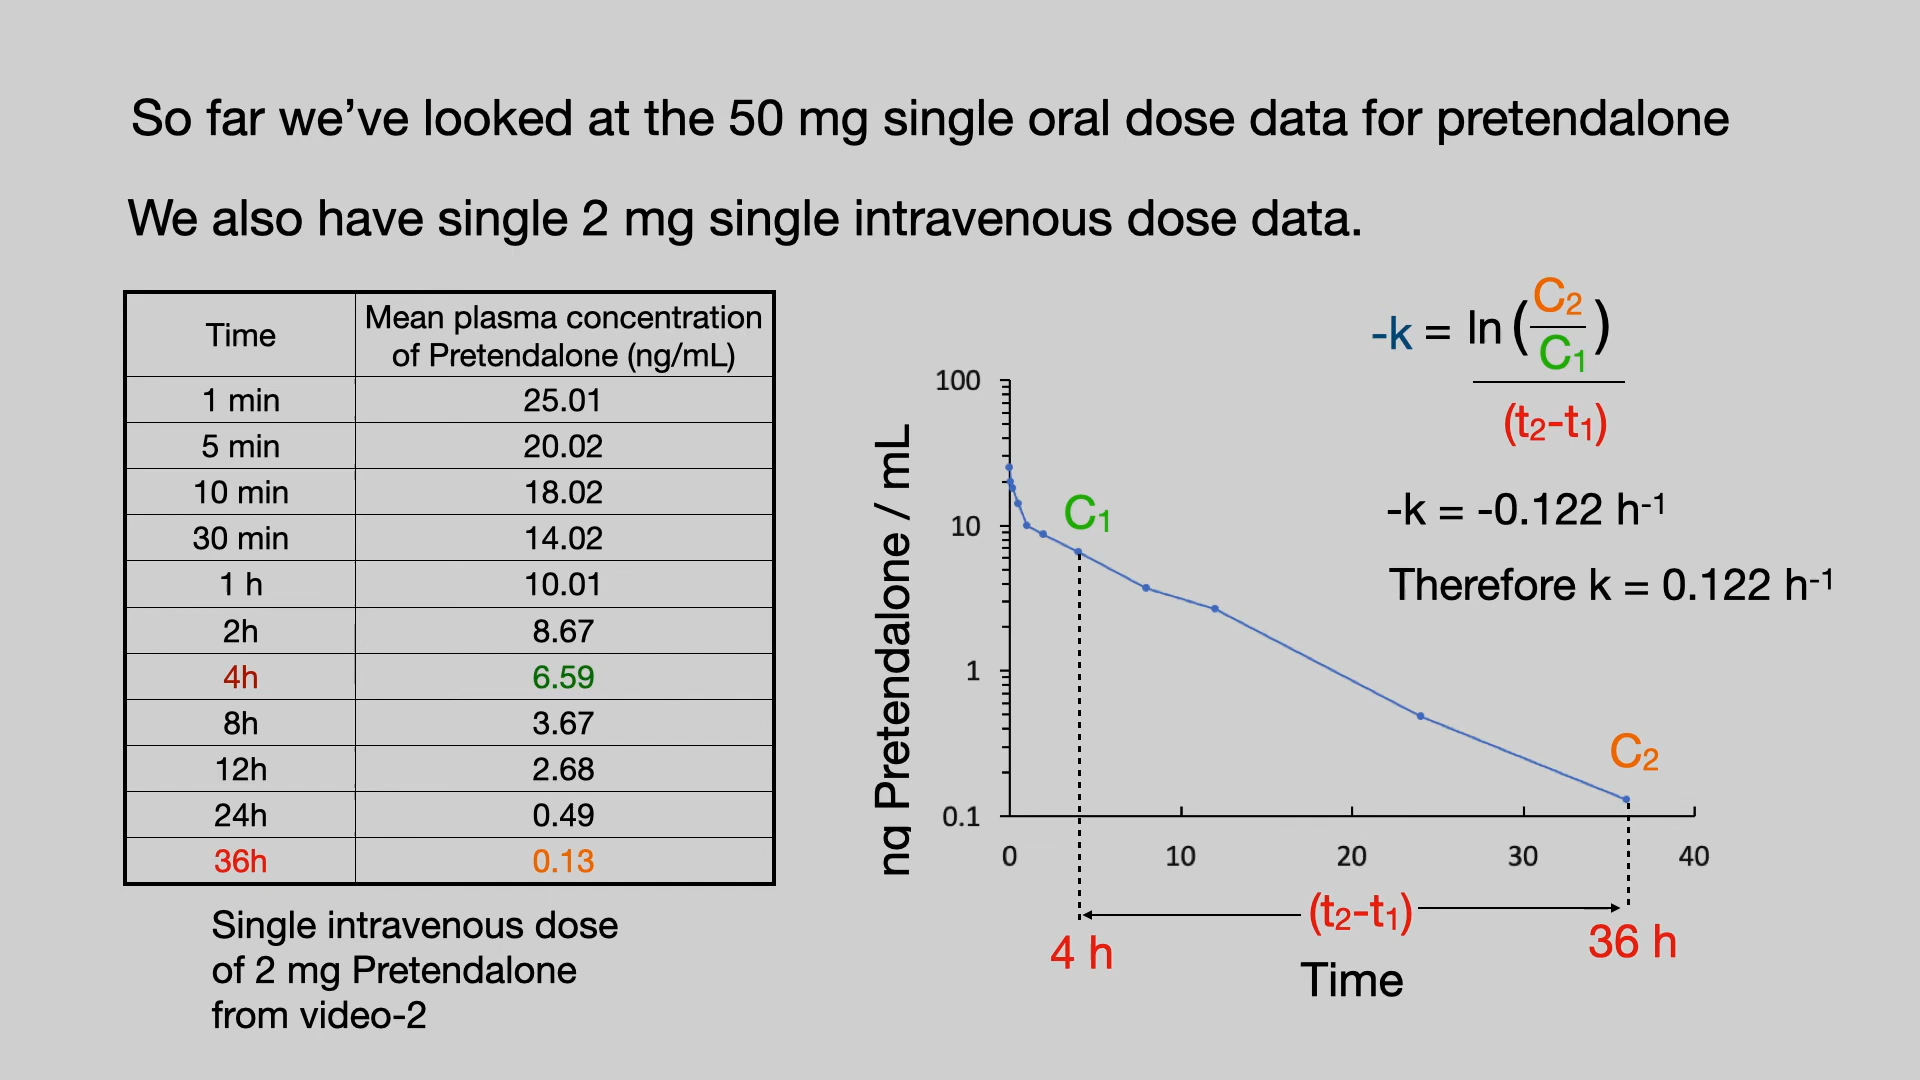 So far we’ve looked at the 50 mg single oral dose data for pretendalone
We also have single 2 mg single intravenous dose data.
Time Mean plasma concentration of Pretendalone (ng/mL)
1 min 25.01
5 min 20.02
10 min 18.02
30 min 14.02
1 h 10.01
2h 8.67
4h 6.59
8h 3.67
12h 2.68
24h 0.49
36h 0.13
Single intravenous dose
of 2 mg Pretendalone
from video-2
ng Pretendalone / mL
100
10
1
0.1
0 10 20 30 40
C1
C2
(t2-t1)
4 h
36 h
Time
-k = ln (C2/C1)
(t2-t1)
-k = -0.122 h-1
Therefore k = 0.122 h-1